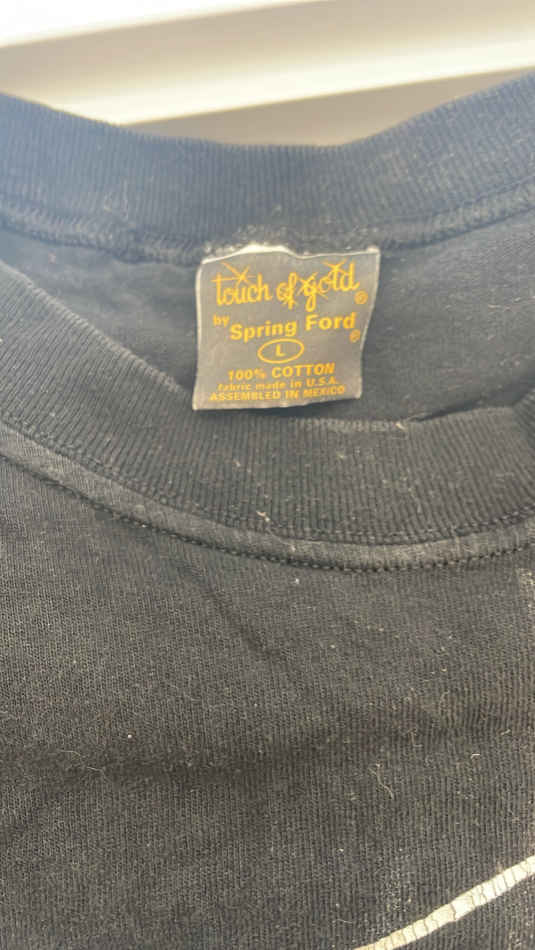 touch of gold®
by Spring Ford®
L
100% COTTON
fabric made in U.S.A.
ASSEMBLED IN MEXICO